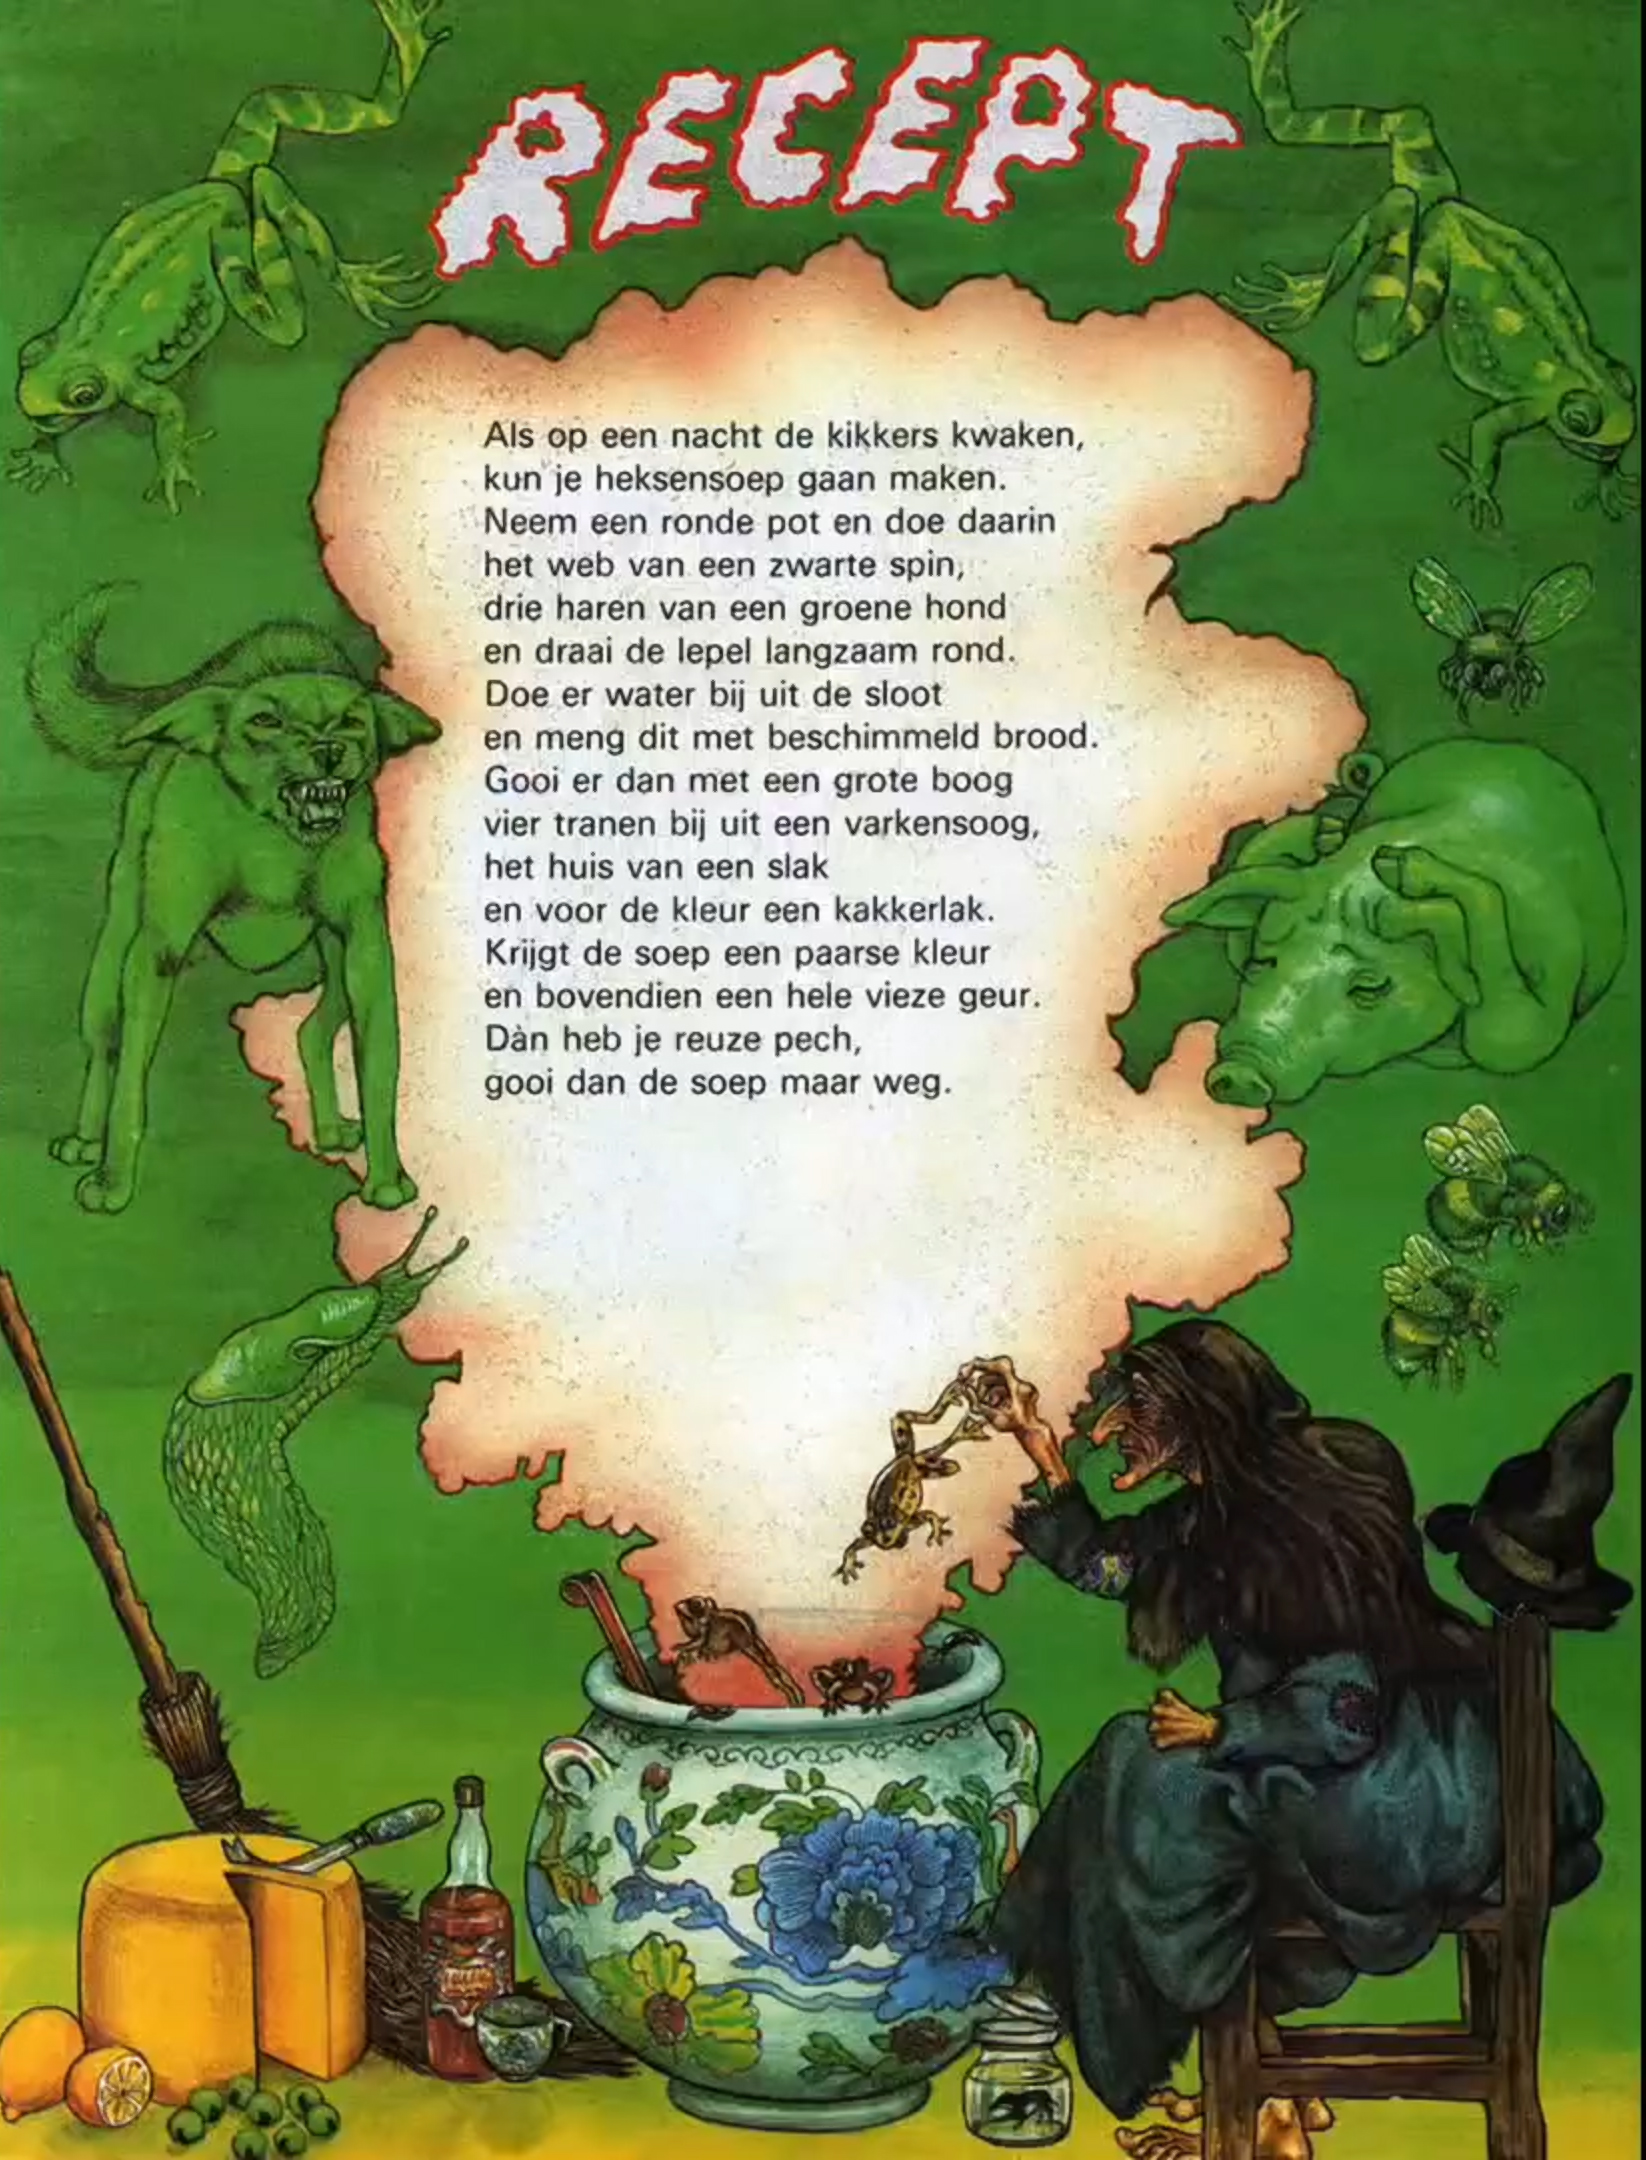 RECEPT
Als op een nacht de kikkers kwaken,
kun je heksensoep gaan maken.
Neem een ronde pot en doe daarin
het web van een zwarte spin,
drie haren van een groene hond
en draai de lepel langzaam rond.
Doe er water bij uit de sloot
en meng dit met beschimmeld brood.
Gooi er dan met een grote boog
vier tranen bij uit een varkensoog,
het huis van een slak
en voor de kleur een kakkerlak.
Krijgt de soep een paarse kleur
en bovendien een hele vieze geur.
Dàn heb je reuze pech,
gooi dan de soep maar weg.